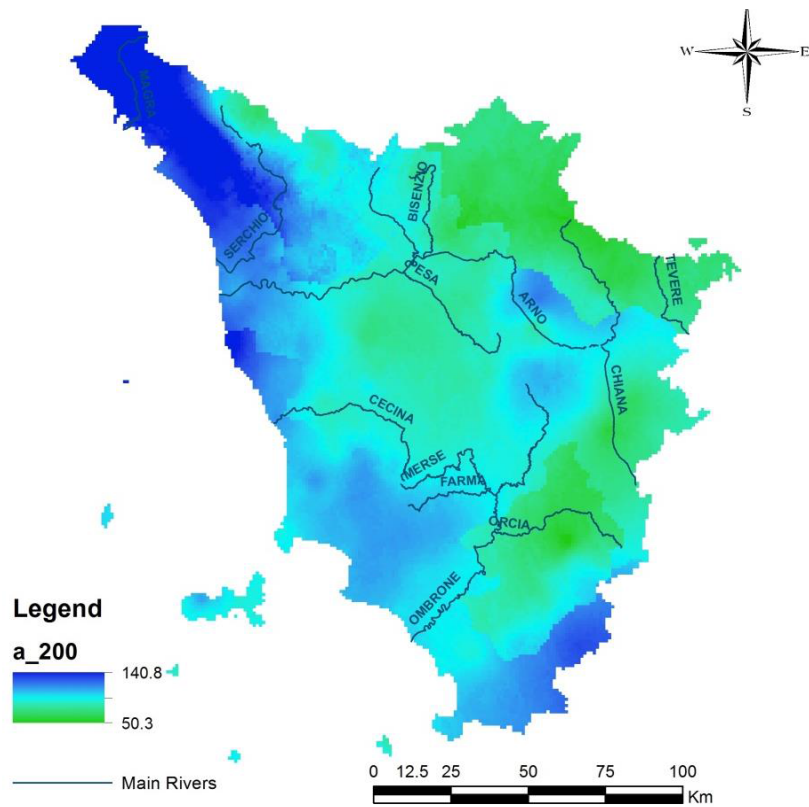 N
W E
S
MAGRA
BISENZIO
SERCHIO
PESA
TEVERE
ARNO
CHIANA
CECINA
MERSE
FARMA
ORCIA
OMBRONE
Legend
a_200
140.8
50.3
Main Rivers
0 12.5 25 50 75 100
Km